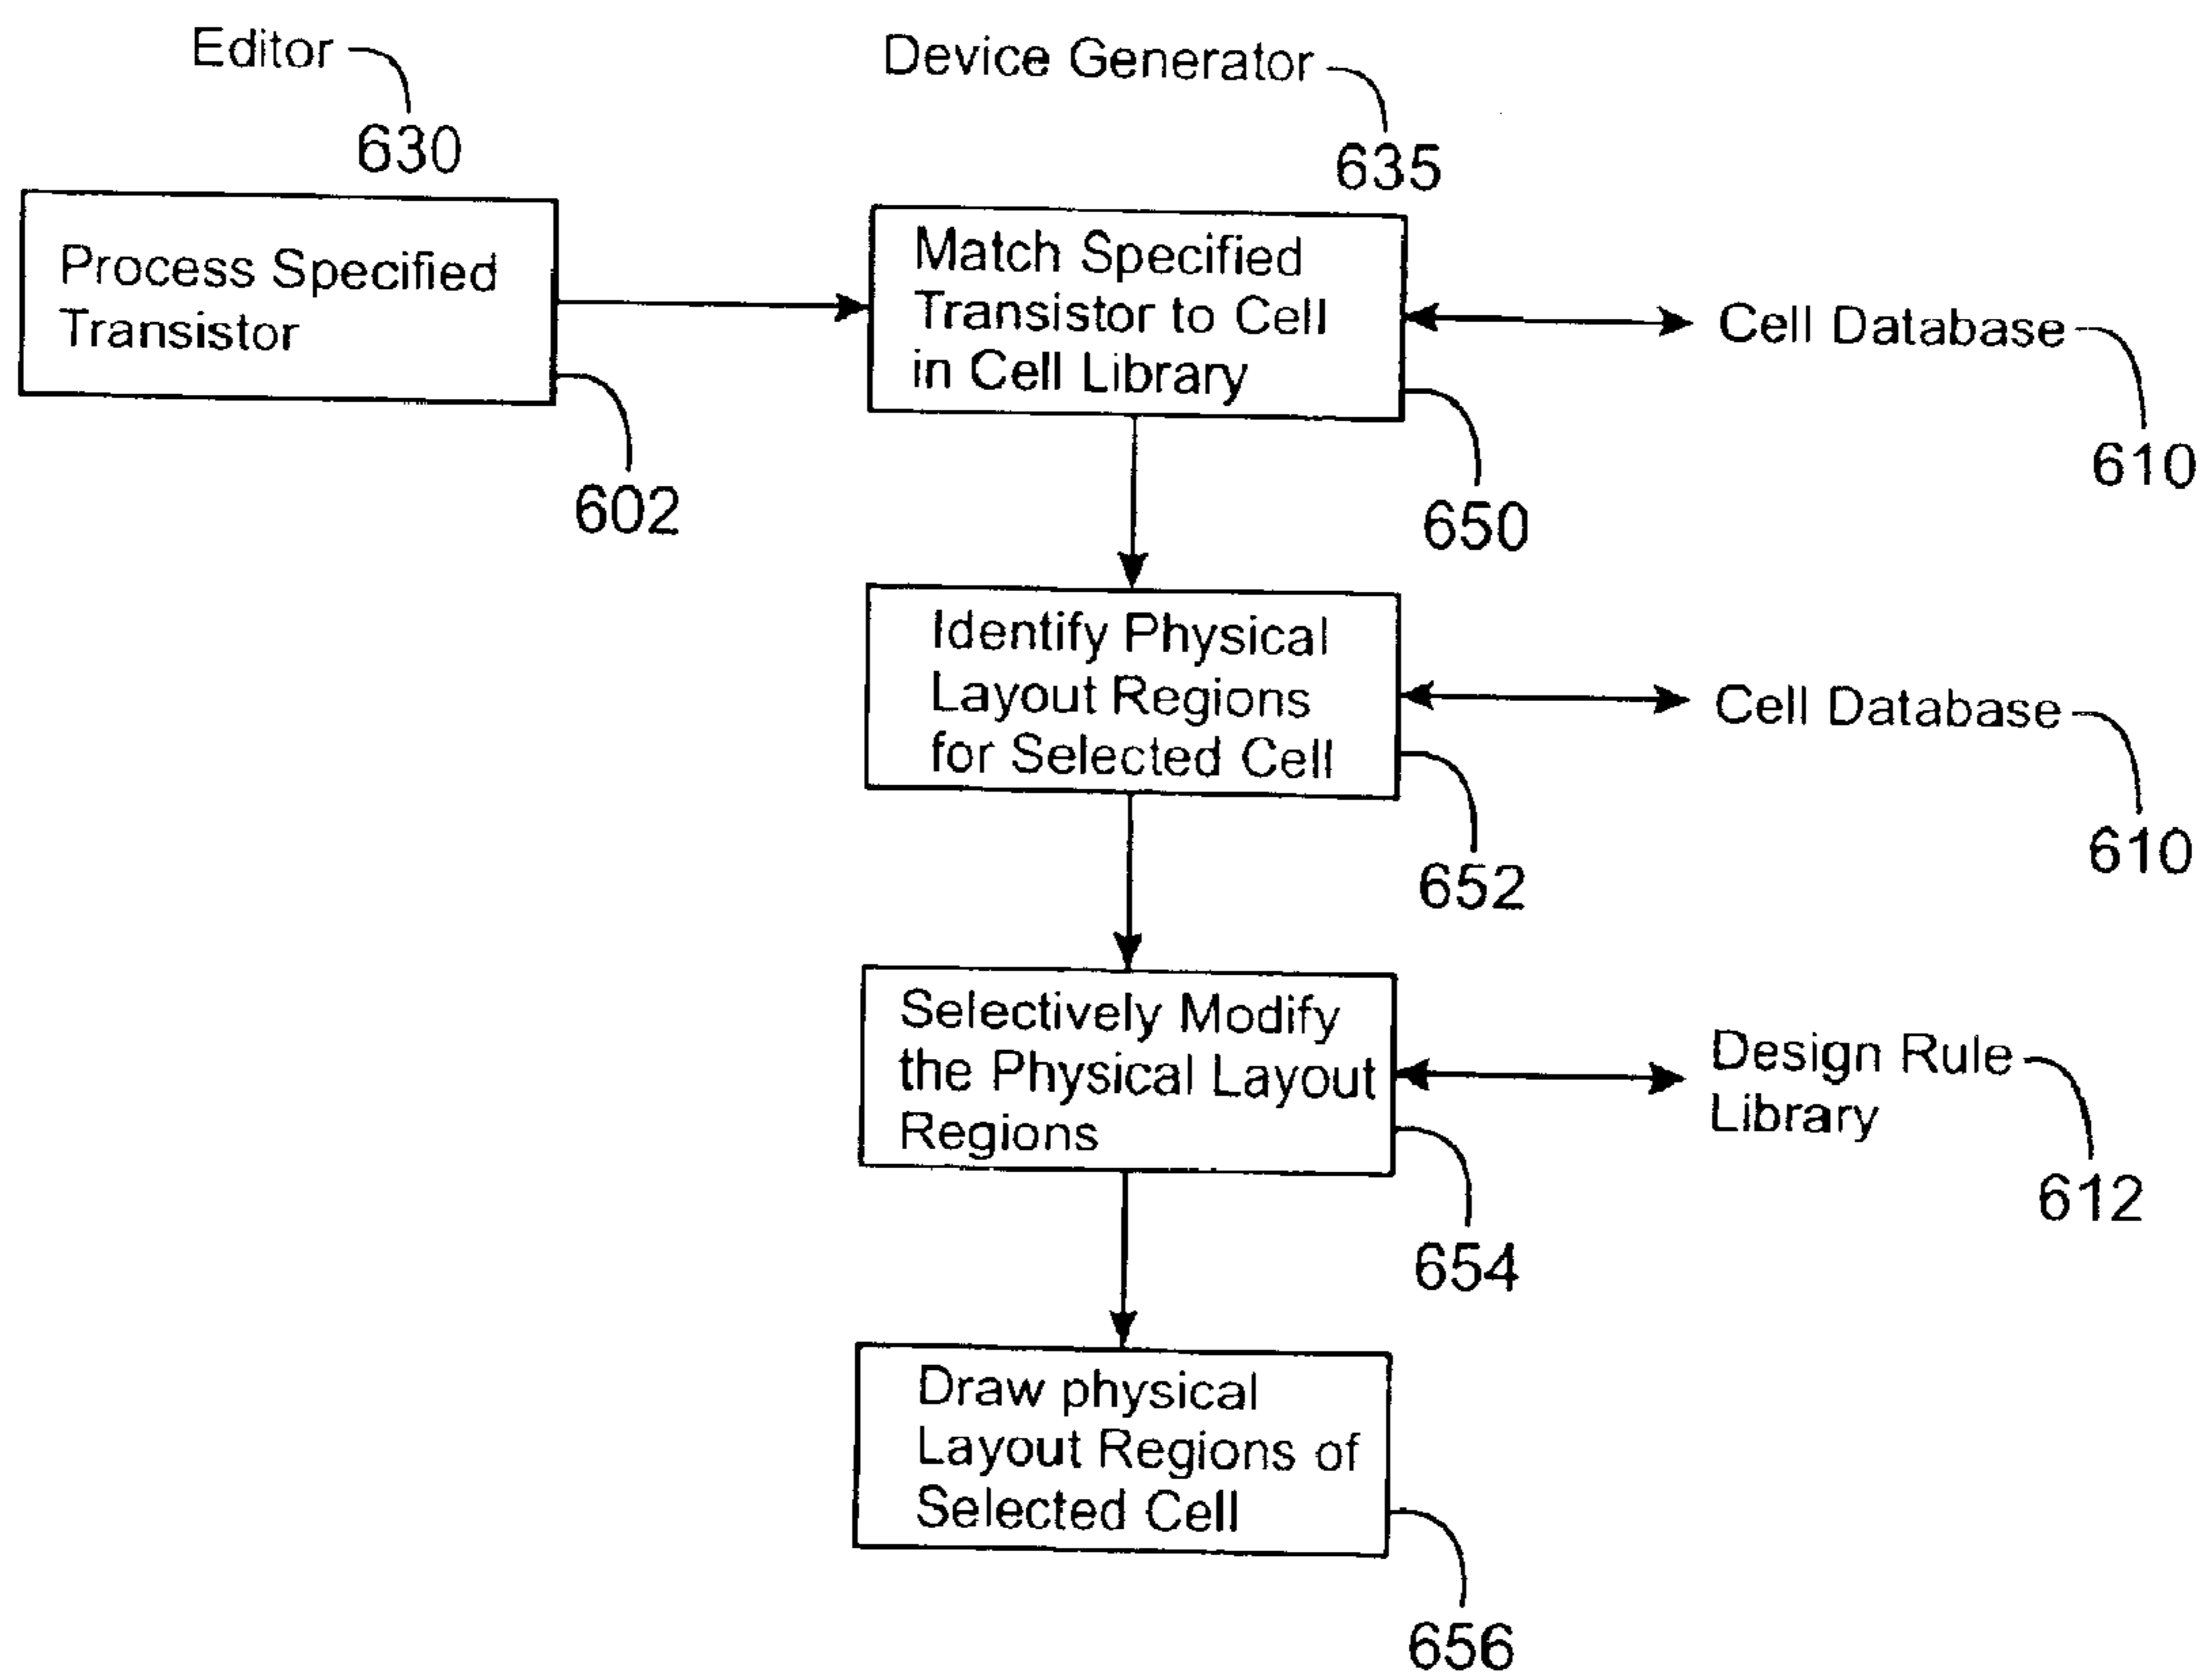 Editor
630
Device Generator
635
Process Specified
Transistor
602
Match Specified
Transistor to Cell
in Cell Library
650
Cell Database
610
Identify Physical
Layout Regions
for Selected Cell
652
Cell Database
610
Selectively Modify
the Physical Layout
Regions
654
Design Rule
Library
612
Draw physical
Layout Regions of
Selected Cell
656